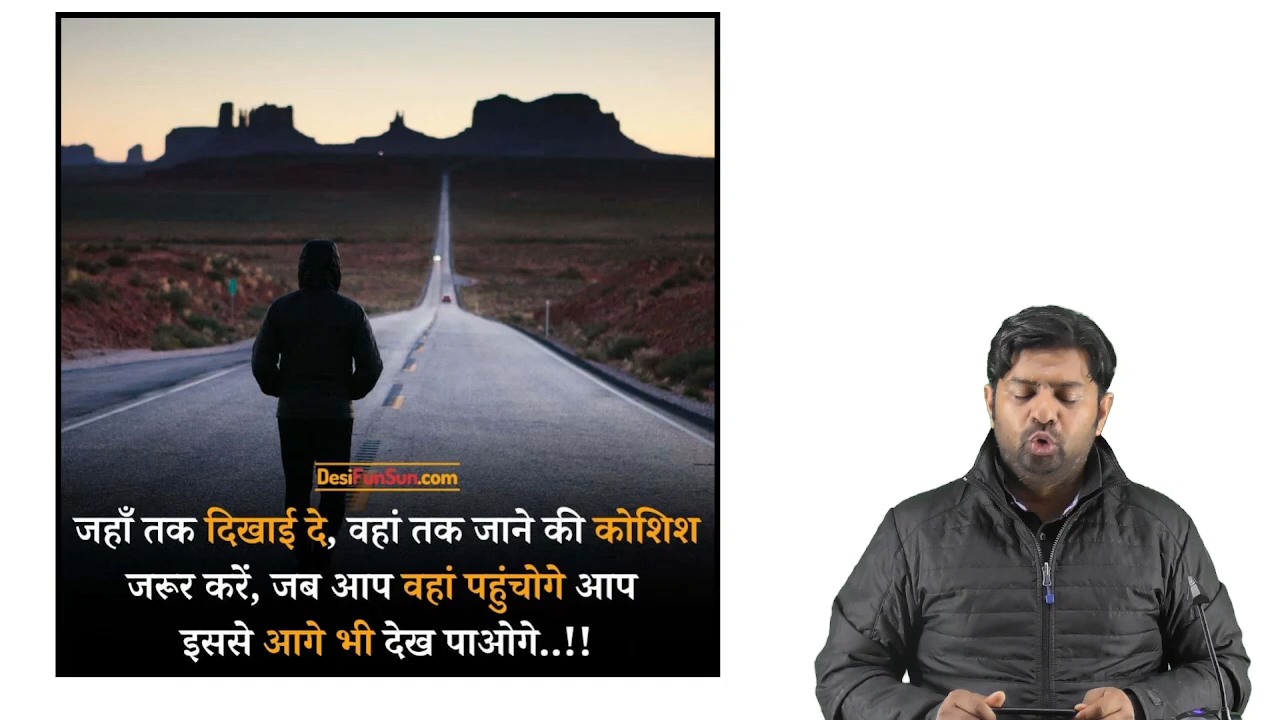 DesiFunSun.com
जहाँ तक दिखाई दे, वहां तक जाने की कोशिश
जरूर करें, जब आप वहां पहुंचोगे आप
इससे आगे भी देख पाओगे..!!